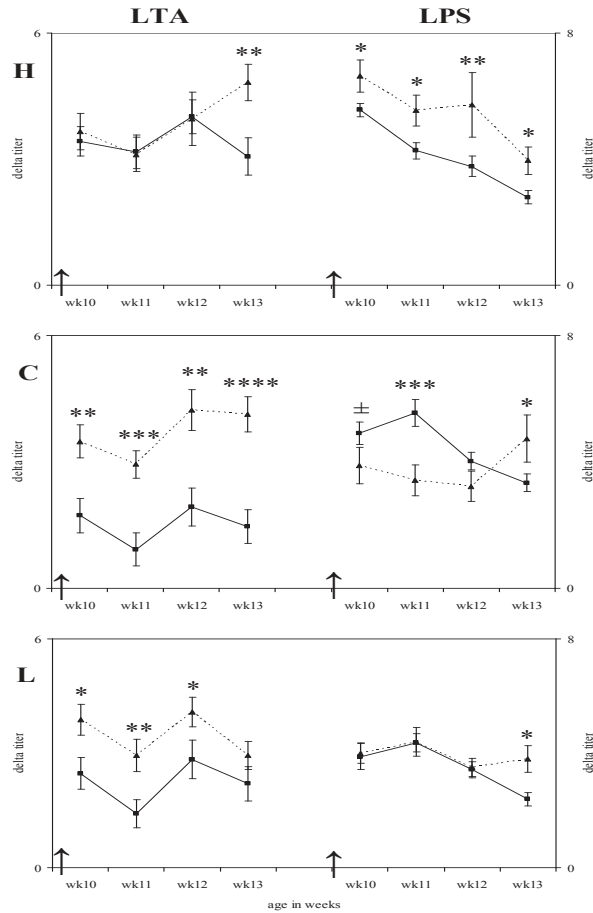 LTA LPS
6 8
H
* * ** * ** *
delta titer delta titer
0 0
wk10 wk11 wk12 wk13 wk10 wk11 wk12 wk13
6 8
C
** *** ** **** ± *** *
delta titer delta titer
0 0
wk10 wk11 wk12 wk13 wk10 wk11 wk12 wk13
6 8
L
* ** * *
delta titer delta titer
0 0
wk10 wk11 wk12 wk13 wk10 wk11 wk12 wk13
age in weeks